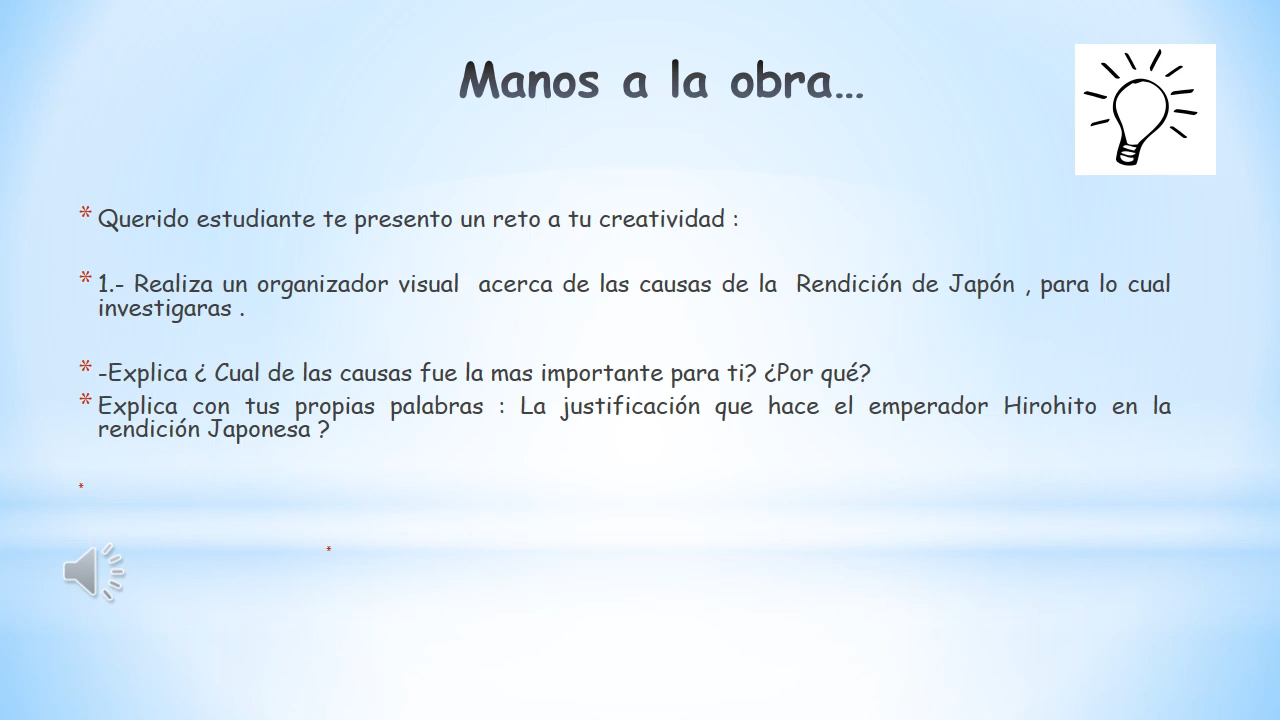 Manos a la obra…
* Querido estudiante te presento un reto a tu creatividad :
* 1.- Realiza un organizador visual  acerca de las causas de la  Rendición de Japón , para lo cual
investigaras .
* -Explica ¿ Cual de las causas fue la mas importante para ti? ¿Por qué?
* Explica con tus propias palabras : La justificación que hace el emperador Hirohito en la
rendición Japonesa ?
*
*